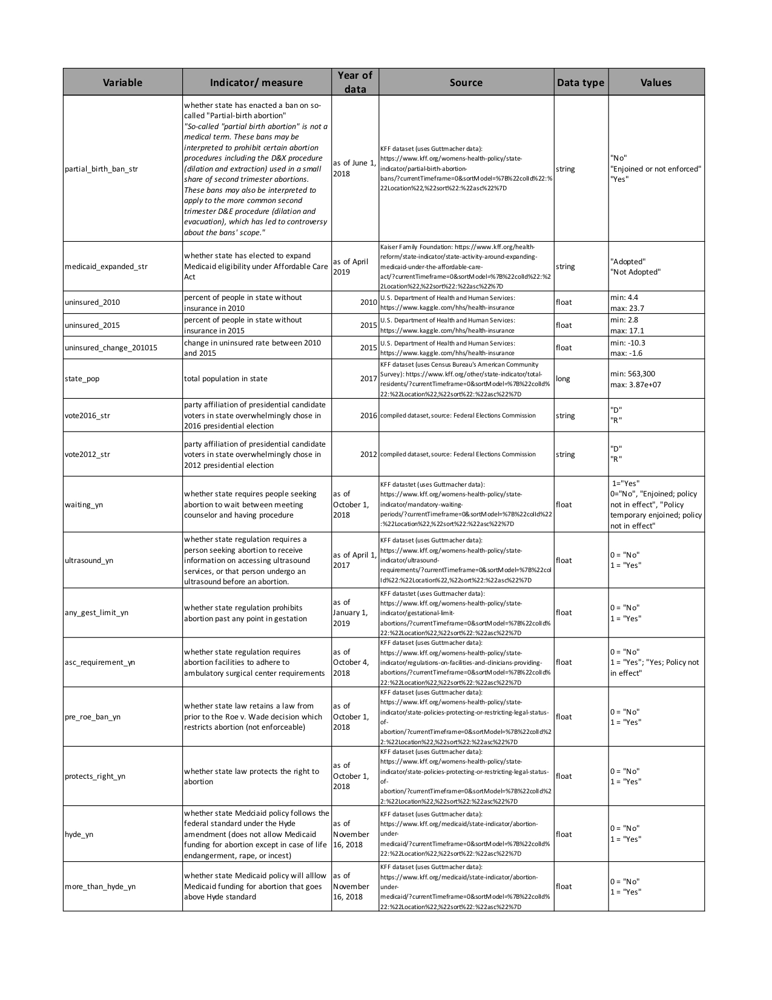 Variable
Indicator/ measure
Year of
data
Source
Data type
Values
partial_birth_ban_str
whether state has enacted a ban on so-
called "Partial-birth abortion"
"So-called "partial birth abortion" is not a
medical term. These bans may be
interpreted to prohibit certain abortion
procedures including the D&X procedure
(dilation and extraction) used in a small
share of second trimester abortions.
These bans may also be interpreted to
apply to the more common second
trimester D&E procedure (dilation and
evacuation), which has led to controversy
about the bans' scope."
as of June 1,
2018
KFF dataset (uses Guttmacher data):
https://www.kff.org/womens-health-policy/state-
indicator/partial-birth-abortion-
bans/?currentTimeframe=0&sortModel=%7B%22colId%22:%
22Location%22,%22sort%22:%22asc%22%7D
string
"No"
"Enjoined or not enforced"
"Yes"
medicaid_expanded_str
whether state has elected to expand
Medicaid eligibility under Affordable Care
Act
as of April
2019
Kaiser Family Foundation: https://www.kff.org/health-
reform/state-indicator/state-activity-around-expanding-
medicaid-under-the-affordable-care-
act/?currentTimeframe=0&sortModel=%7B%22colId%22:%2
2Location%22,%22sort%22:%22asc%22%7D
string
"Adopted"
"Not Adopted"
uninsured_2010
percent of people in state without
insurance in 2010
2010
U.S. Department of Health and Human Services:
https://www.kaggle.com/hhs/health-insurance
float
min: 4.4
max: 23.7
uninsured_2015
percent of people in state without
insurance in 2015
2015
U.S. Department of Health and Human Services:
https://www.kaggle.com/hhs/health-insurance
float
min: 2.8
max: 17.1
uninsured_change_201015
change in uninsured rate between 2010
and 2015
2015
U.S. Department of Health and Human Services:
https://www.kaggle.com/hhs/health-insurance
float
min: -10.3
max: -1.6
state_pop
total population in state
2017
KFF dataset (uses Census Bureau's American Community
Survey): https://www.kff.org/other/state-indicator/total-
residents/?currentTimeframe=0&sortModel=%7B%22colId%
22:%22Location%22,%22sort%22:%22asc%22%7D
long
min: 563,300
max: 3.87e+07
vote2016_str
party affiliation of presidential candidate
voters in state overwhelmingly chose in
2016 presidential election
2016
compiled dataset, source: Federal Elections Commission
string
"D"
"R"
vote2012_str
party affiliation of presidential candidate
voters in state overwhelmingly chose in
2012 presidential election
2012
compiled dataset, source: Federal Elections Commission
string
"D"
"R"
waiting_yn
whether state requires people seeking
abortion to wait between meeting
counselor and having procedure
as of
October 1,
2018
KFF datastet (uses Guttmacher data):
https://www.kff.org/womens-health-policy/state-
indicator/mandatory-waiting-
periods/?currentTimeframe=0&sortModel=%7B%22colId%22
:%22Location%22,%22sort%22:%22asc%22%7D
float
1="Yes"
0="No", "Enjoined; policy
not in effect", "Policy
temporary enjoined; policy
not in effect"
ultrasound_yn
whether state regulation requires a
person seeking abortion to receive
information on accessing ultrasound
services, or that person undergo an
ultrasound before an abortion.
as of April 1,
2017
KFF dataset (uses Guttmacher data):
https://www.kff.org/womens-health-policy/state-
indicator/ultrasound-
requirements/?currentTimeframe=0&sortModel=%7B%22col
Id%22:%22Location%22,%22sort%22:%22asc%22%7D
float
0 = "No"
1 = "Yes"
any_gest_limit_yn
whether state regulation prohibits
abortion past any point in gestation
as of
January 1,
2019
KFF datastet (uses Guttmacher data):
https://www.kff.org/womens-health-policy/state-
indicator/gestational-limit-
abortions/?currentTimeframe=0&sortModel=%7B%22colId%
22:%22Location%22,%22sort%22:%22asc%22%7D
float
0 = "No"
1 = "Yes"
asc_requirement_yn
whether state regulation requires
abortion facilities to adhere to
ambulatory surgical center requirements
as of
October 4,
2018
KFF dataset (uses Guttmacher data):
https://www.kff.org/womens-health-policy/state-
indicator/regulations-on-facilities-and-clinicians-providing-
abortions/?currentTimeframe=0&sortModel=%7B%22colId%
22:%22Location%22,%22sort%22:%22asc%22%7D
float
0 = "No"
1 = "Yes"; "Yes; Policy not
in effect"
pre_roe_ban_yn
whether state law retains a law from
prior to the Roe v. Wade decision which
restricts abortion (not enforceable)
as of
October 1,
2018
KFF dataset (uses Guttmacher data):
https://www.kff.org/womens-health-policy/state-
indicator/state-policies-protecting-or-restricting-legal-status-
of-
abortion/?currentTimeframe=0&sortModel=%7B%22colId%2
2:%22Location%22,%22sort%22:%22asc%22%7D
float
0 = "No"
1 = "Yes"
protects_right_yn
whether state law protects the right to
abortion
as of
October 1,
2018
KFF dataset (uses Guttmacher data):
https://www.kff.org/womens-health-policy/state-
indicator/state-policies-protecting-or-restricting-legal-status-
of-
abortion/?currentTimeframe=0&sortModel=%7B%22colId%2
2:%22Location%22,%22sort%22:%22asc%22%7D
float
0 = "No"
1 = "Yes"
hyde_yn
whether state Medciaid policy follows the
federal standard under the Hyde
amendment (does not allow Medicaid
funding for abortion except in case of life
endangerment, rape, or incest)
as of
November
16, 2018
KFF dataset (uses Guttmacher data):
https://www.kff.org/medicaid/state-indicator/abortion-
under-
medicaid/?currentTimeframe=0&sortModel=%7B%22colId%
22:%22Location%22,%22sort%22:%22asc%22%7D
float
0 = "No"
1 = "Yes"
more_than_hyde_yn
whether state Medicaid policy will alllow
Medicaid funding for abortion that goes
above Hyde standard
as of
November
16, 2018
KFF dataset (uses Guttmacher data):
https://www.kff.org/medicaid/state-indicator/abortion-
under-
medicaid/?currentTimeframe=0&sortModel=%7B%22colId%
22:%22Location%22,%22sort%22:%22asc%22%7D
float
0 = "No"
1 = "Yes"